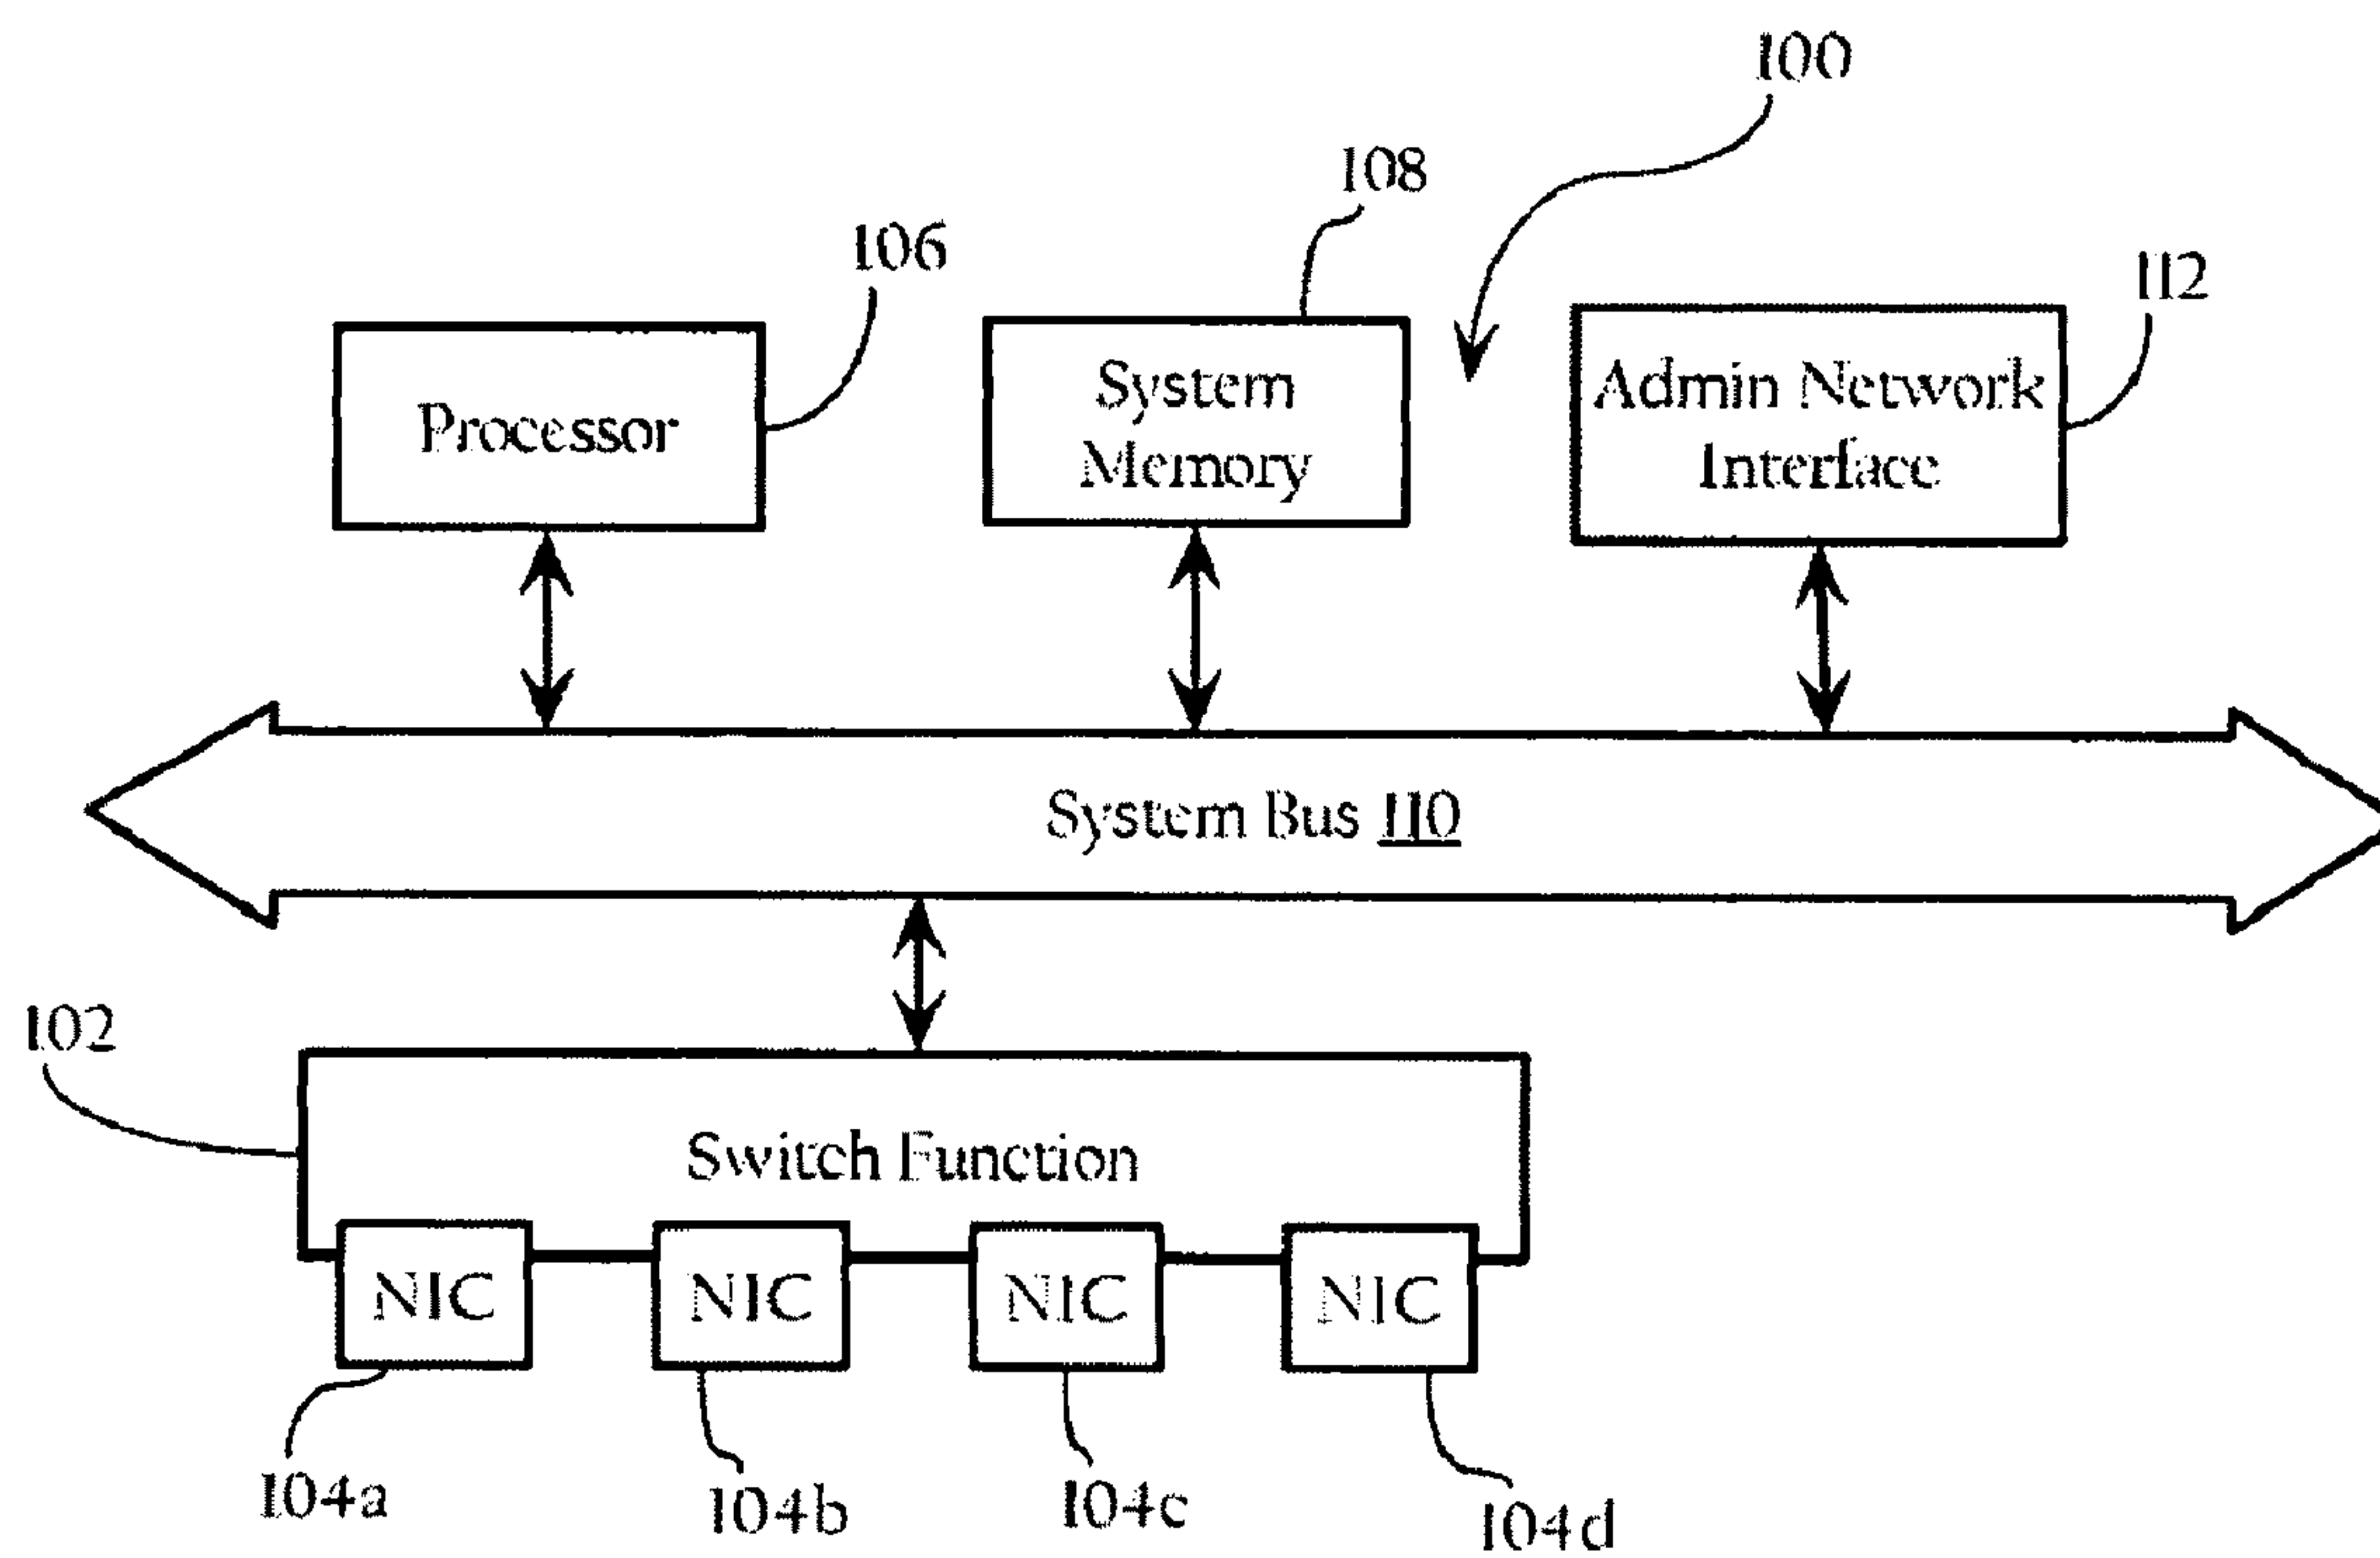 100
108
106
112
Processor
System
Memory
Admin Network
Interface
System Bus 110
102
Switch Function
NIC
NIC
NIC
NIC
104a
104b
104c
104d